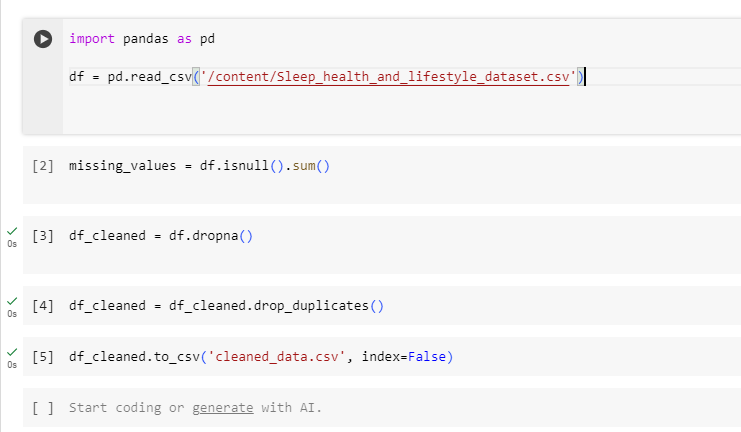 import pandas as pd
df = pd.read_csv('/content/Sleep_health_and_lifestyle_dataset.csv')
[2] missing_values = df.isnull().sum()
[3] df_cleaned = df.dropna()
0s
[4] df_cleaned = df_cleaned.drop_duplicates()
0s
[5] df_cleaned.to_csv('cleaned_data.csv', index=False)
0s
[ ] Start coding or generate with AI.